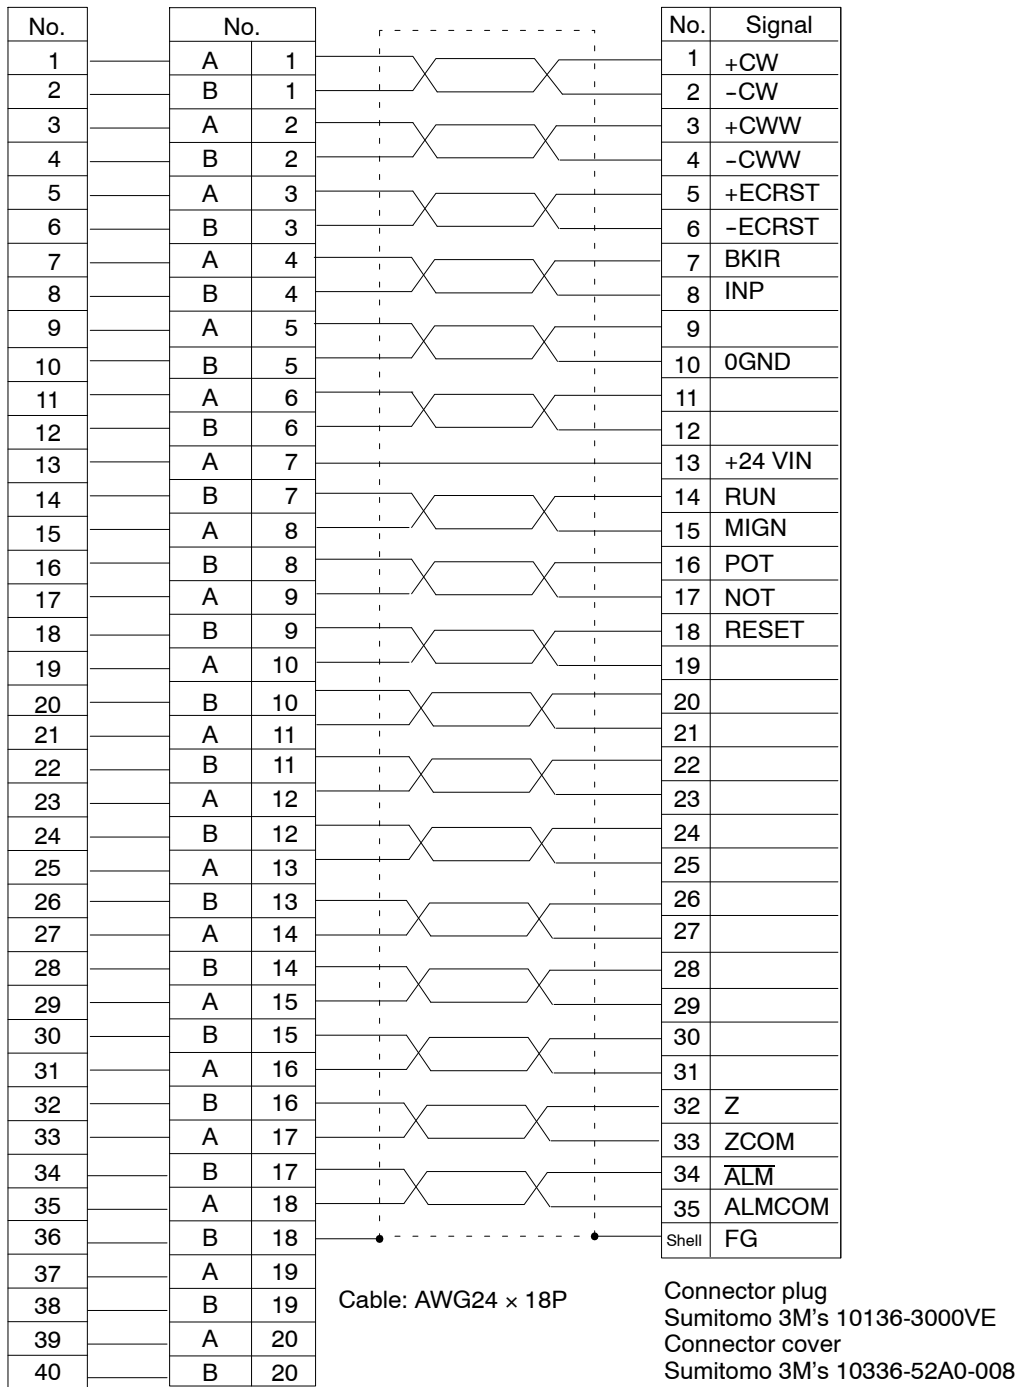 No. No. No. Signal
1 A 1 1 +CW
2 B 1 2 −CW
3 A 2 3 +CWW
4 B 2 4 −CWW
5 A 3 5 +ECRST
6 B 3 6 −ECRST
7 A 4 7 BKIR
8 B 4 8 INP
9 A 5 9
10 B 5 10 0GND
11 A 6 11
12 B 6 12
13 A 7 13 +24 VIN
14 B 7 14 RUN
15 A 8 15 MIGN
16 B 8 16 POT
17 A 9 17 NOT
18 B 9 18 RESET
19 A 10 19
20 B 10 20
21 A 11 21
22 B 11 22
23 A 12 23
24 B 12 24
25 A 13 25
26 B 13 26
27 A 14 27
28 B 14 28
29 A 15 29
30 B 15 30
31 A 16 31
32 B 16 32 Z
33 A 17 33 ZCOM
34 B 17 34 A̅L̅M̅
35 A 18 35 ALMCOM
36 B 18 Shell FG
37 A 19
38 B 19
39 A 20
40 B 20
Cable: AWG24 × 18P
Connector plug
Sumitomo 3M's 10136-3000VE
Connector cover
Sumitomo 3M's 10336-52A0-008